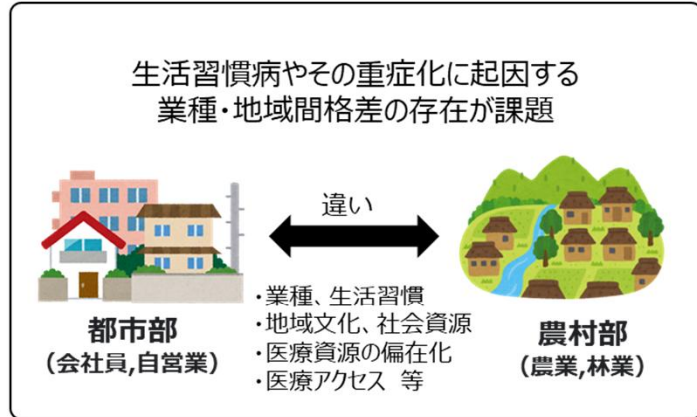 生活習慣病やその重症化に起因する
業種・地域間格差の存在が課題
違い
・業種、生活習慣
・地域文化、社会資源
・医療資源の偏在化
・医療アクセス 等
都市部
（会社員,自営業）
農村部
（農業,林業）